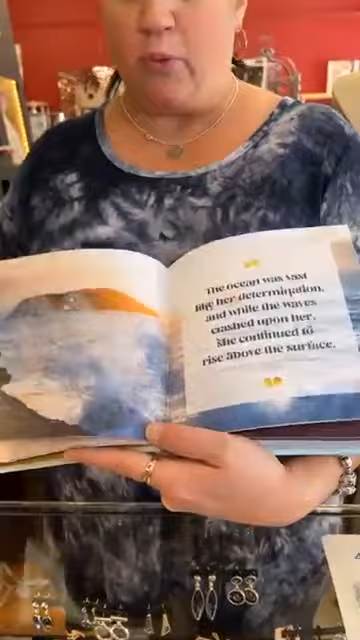 The ocean was vast
like her determination,
and while the waves
crashed upon her,
She continued to
rise above the surface.